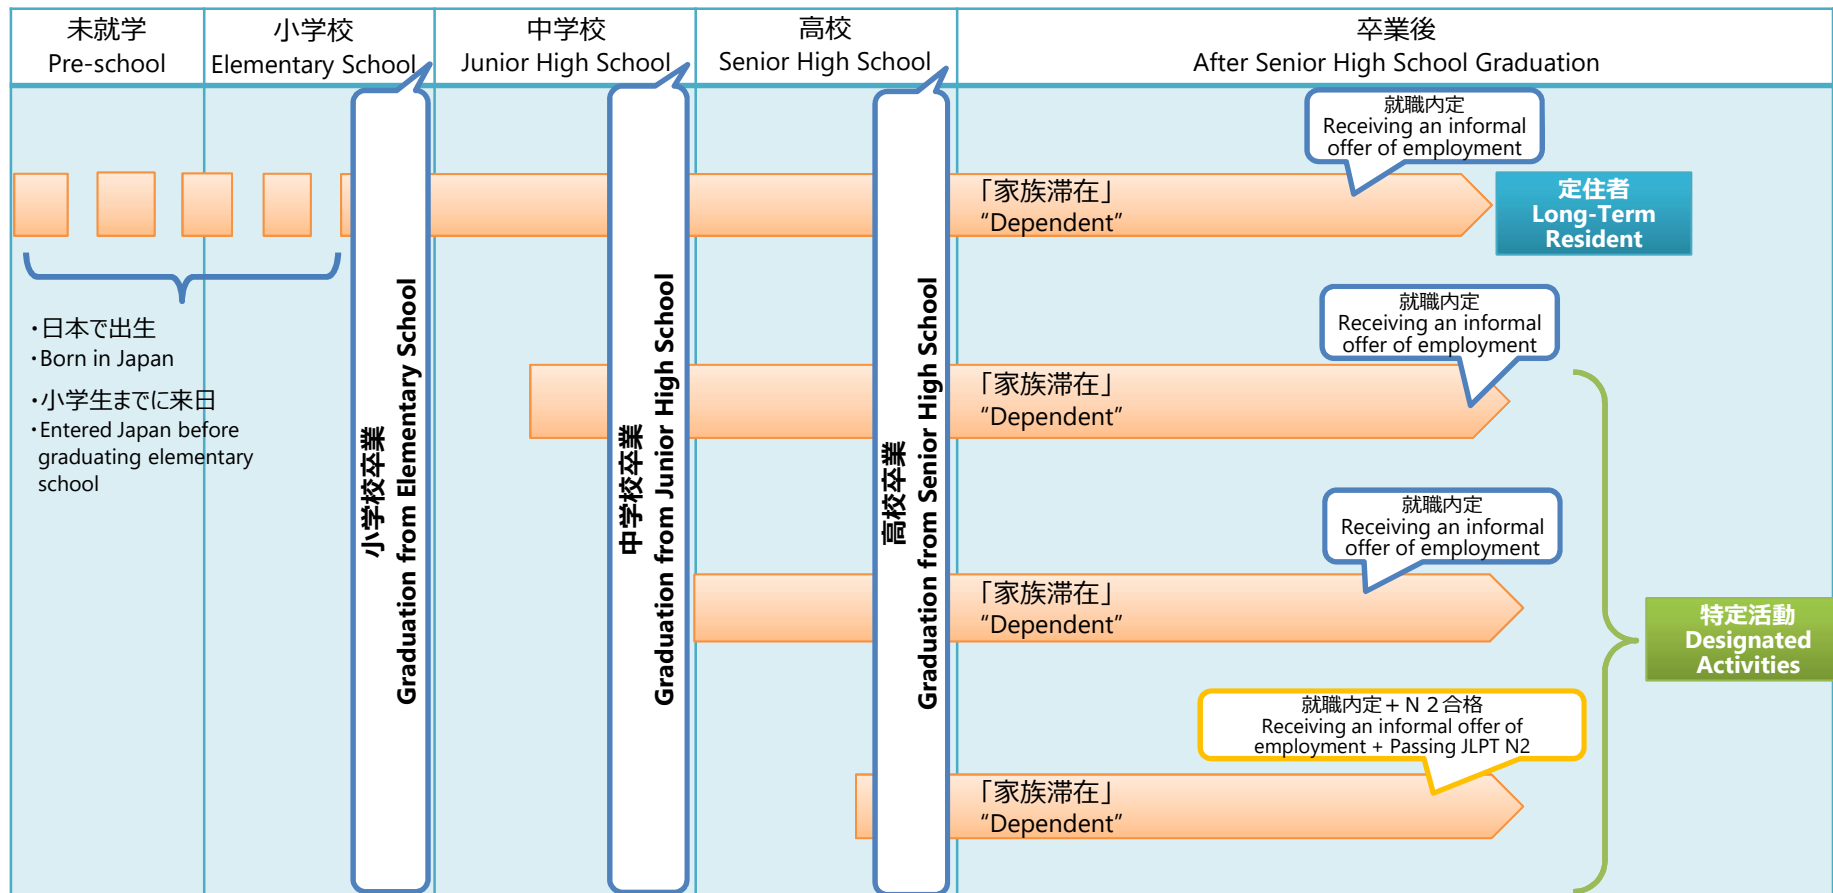 未就学
Pre-school
小学校
Elementary School
中学校
Junior High School
高校
Senior High School
卒業後
After Senior High School Graduation
就職内定
Receiving an informal
offer of employment
「家族滞在」
“Dependent”
定住者
Long-Term
Resident
・日本で出生
・Born in Japan
・小学生までに来日
・Entered Japan before
graduating elementary
school
小学校卒業
Graduation from Elementary School
中学校卒業
Graduation from Junior High School
高校卒業
Graduation from Senior High School
就職内定
Receiving an informal
offer of employment
「家族滞在」
“Dependent”
就職内定
Receiving an informal
offer of employment
「家族滞在」
“Dependent”
特定活動
Designated
Activities
就職内定+N2合格
Receiving an informal offer of
employment + Passing JLPT N2
「家族滞在」
“Dependent”